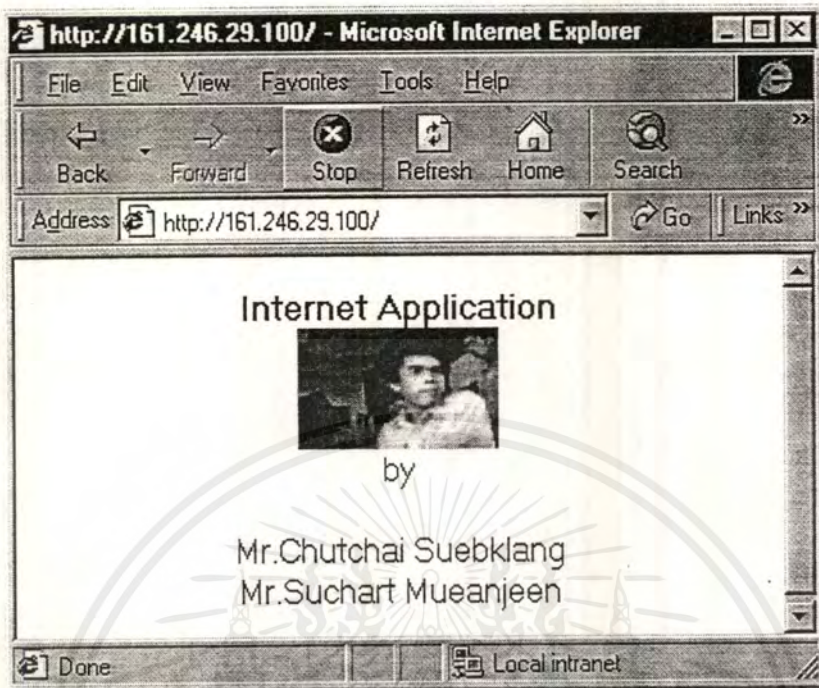 http://161.246.29.100/ - Microsoft Internet Explorer
File Edit View Favorites Tools Help
Back Forward Stop Refresh Home Search »
Address http://161.246.29.100/ Go Links »
Internet Application
by
Mr.Chutchai Suebklang
Mr.Suchart Mueanjeen
Done Local intranet